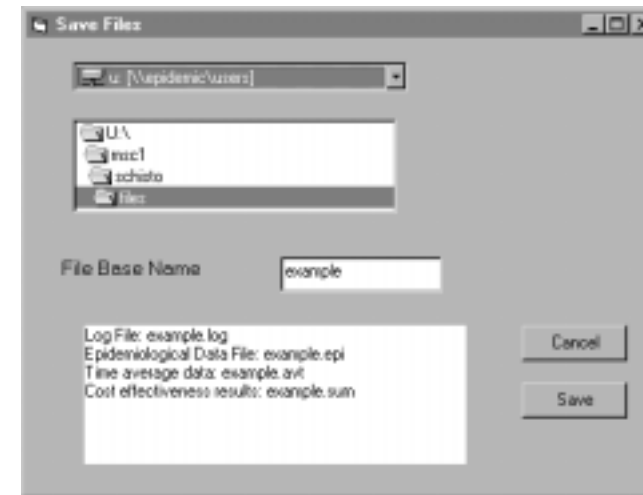 Save Files
u: [\\epidemic\users]
U:\
msc1
schisto
files
File Base Name
example
Log File: example.log
Epidemiological Data File: example.epi
Time average data: example.avt
Cost effectiveness results: example.sum
Cancel
Save